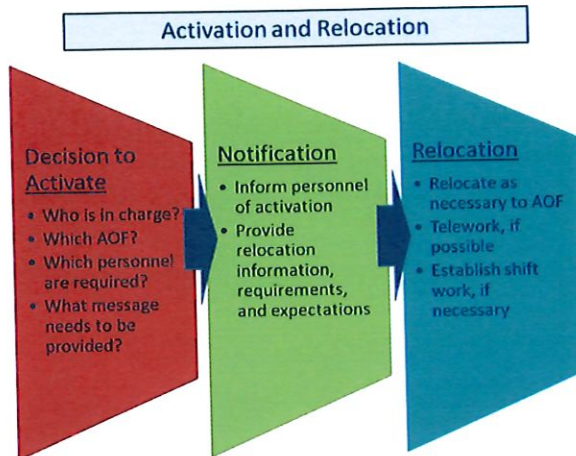 Activation and Relocation
Decision to
Activate
• Who is in charge?
• Which AOF?
• Which personnel
are required?
• What message
needs to be
provided?
Notification
• Inform personnel
of activation
• Provide
relocation
information,
requirements,
and expectations
Relocation
• Relocate as
necessary to AOF
• Telework, if
possible
• Establish shift
work, if
necessary